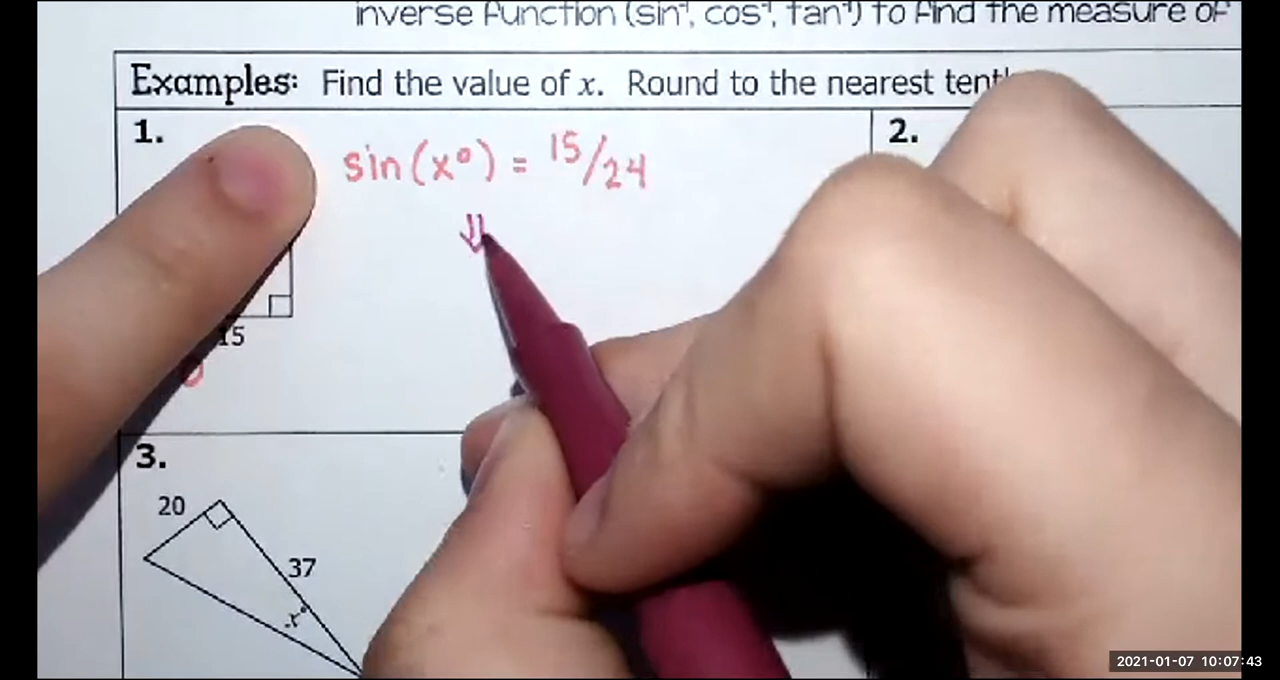 inverse function (sin⁻¹, cos⁻¹, tan⁻¹) to find the measure of
Examples: Find the value of x. Round to the nearest
1.
sin(x°) = 15/24
2.
15
3.
20
37
x°
2021-01-07 10:07:43